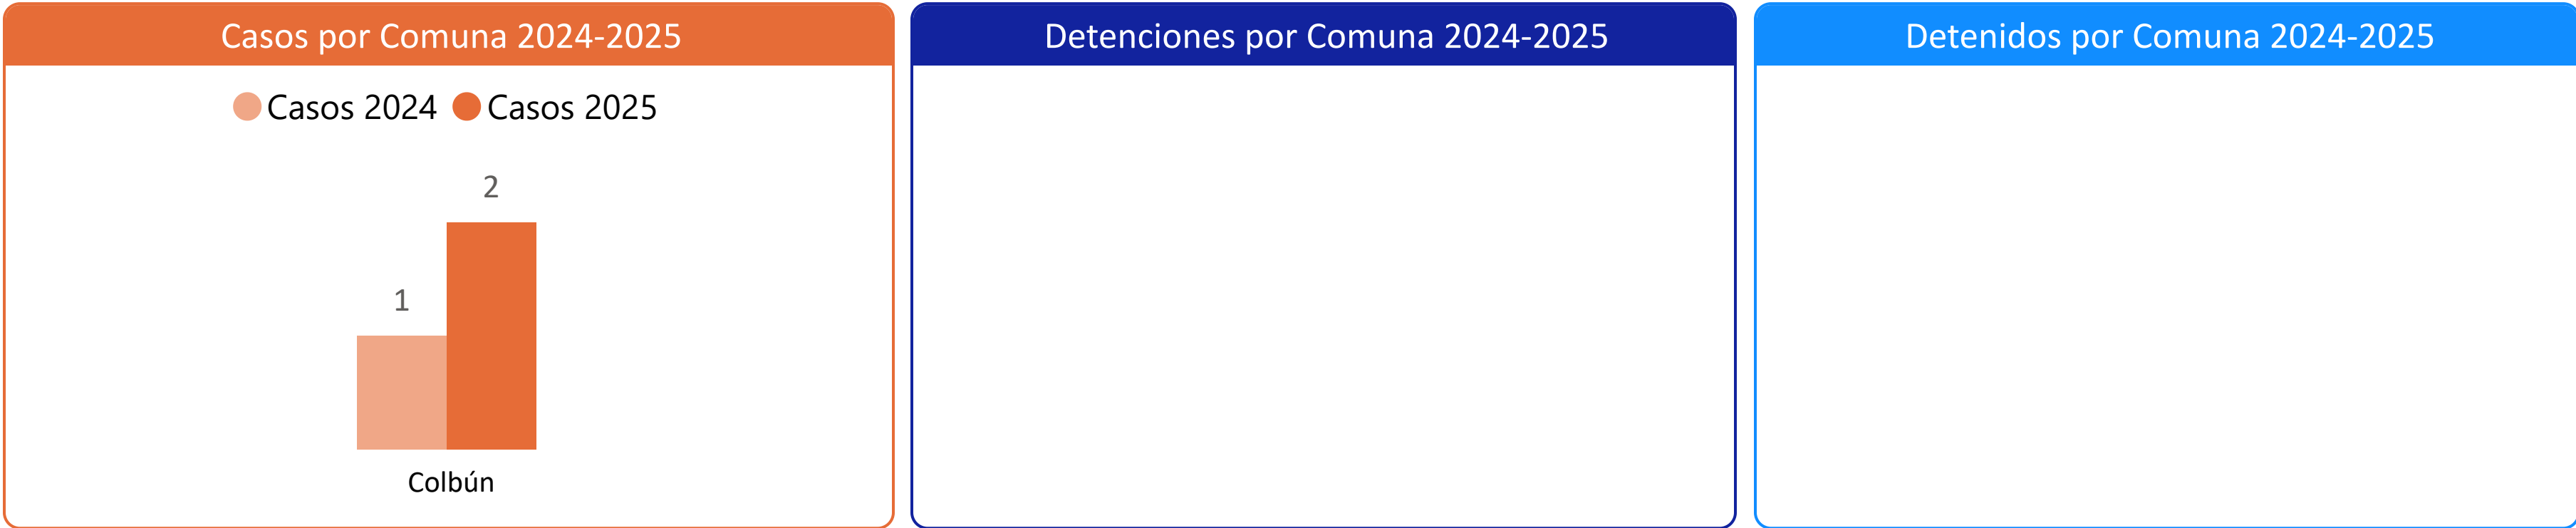 Casos por Comuna 2024-2025
Casos 2024 Casos 2025
2
1
Colbún
Detenciones por Comuna 2024-2025
Detenidos por Comuna 2024-2025